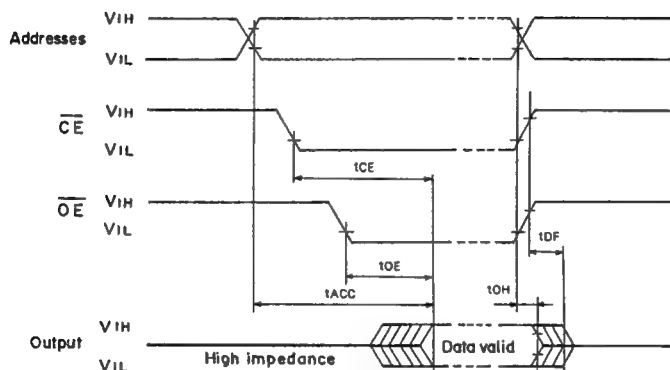 Addresses
VIH
VIL
CE
VIH
VIL
tCE
OE
VIH
VIL
tDF
tOE
tOH
tACC
Output
VIH
VIL
High impedance
Data valid